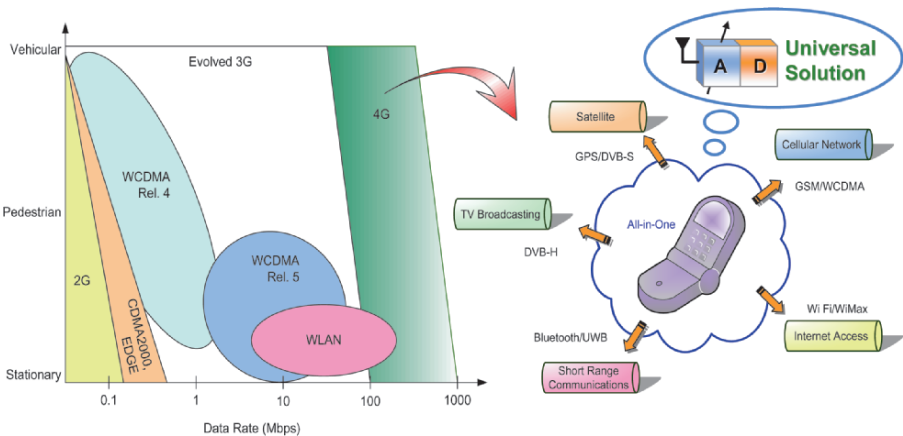 Vehicular
Pedestrian
Stationary
Evolved 3G
4G
WCDMA
Rel. 4
WCDMA
Rel. 5
WLAN
2G
CDMA2000,
EDGE
0.1
1
10
100
1000
Data Rate (Mbps)
A
D
Universal
Solution
Satellite
GPS/DVB-S
Cellular Network
GSM/WCDMA
TV Broadcasting
DVB-H
All-in-One
Wi Fi/WiMax
Internet Access
Bluetooth/UWB
Short Range
Communications